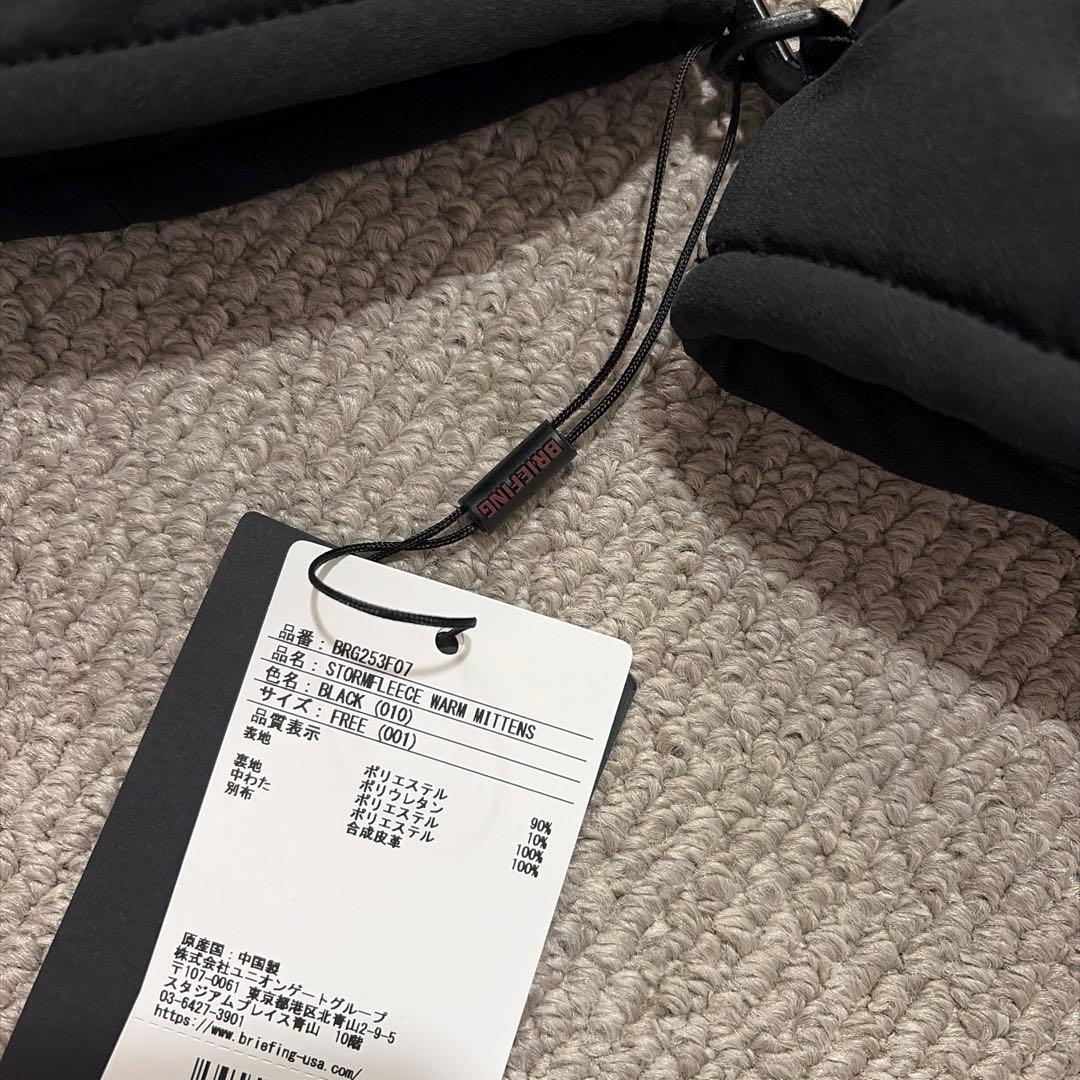 BRIEFING
品番：BRG253F07
品名：STORMFLEECE WARM MITTENS
色名：BLACK (010)
サイズ：FREE (001)
品質表示
表地 ポリエステル 90%
ポリウレタン 10%
裏地 ポリエステル 100%
中わた ポリエステル 100%
別布 合成皮革
原産国：中国製
株式会社ユニオンゲートグループ
〒107-0061 東京都港区北青山2-9-5
スタジアムプレイス青山 10階
03-6427-3901
https://www.briefing-usa.com/